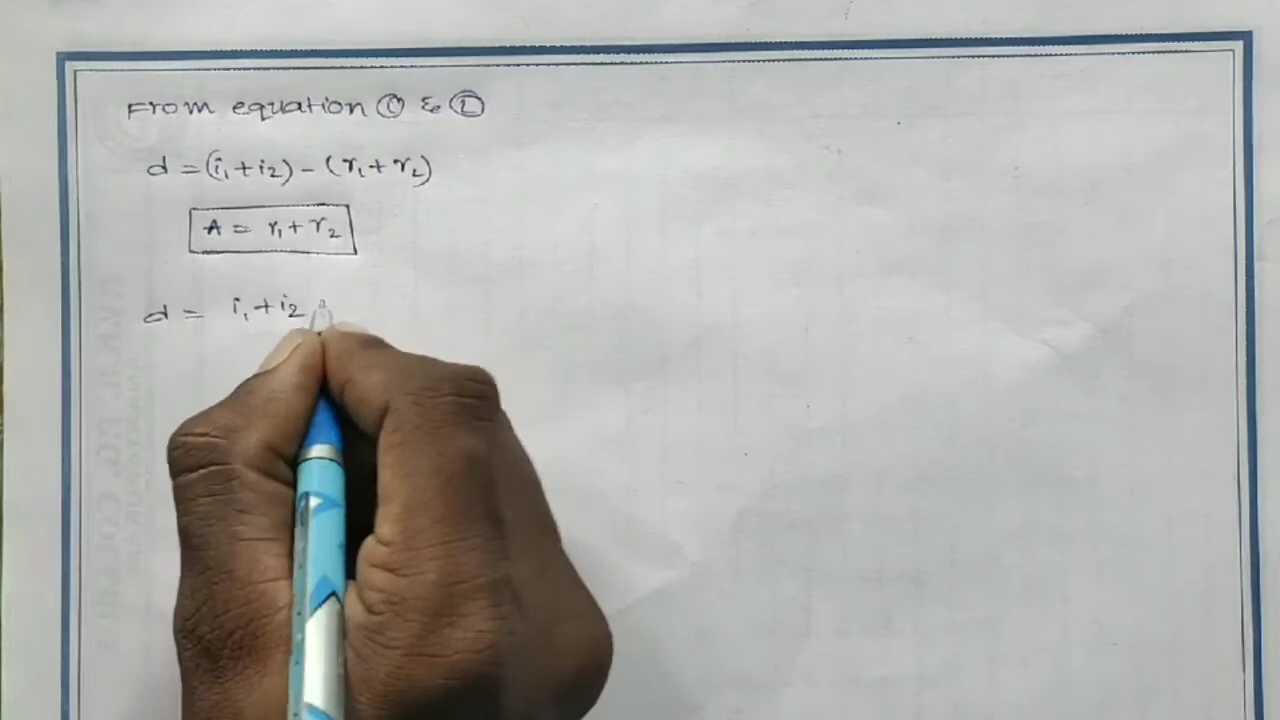 From equation ① & ②
d = (i₁ + i₂) - (r₁ + r₂)
A = r₁ + r₂
d = i₁ + i₂